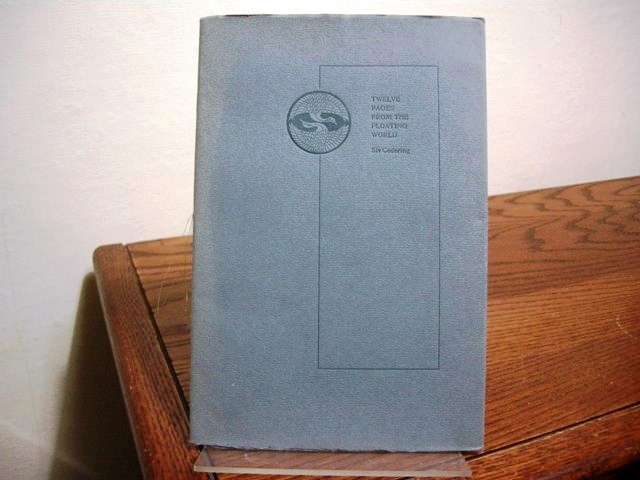 TWELVE
PAGES
FROM THE
FLOATING
WORLD
Siv Cedering